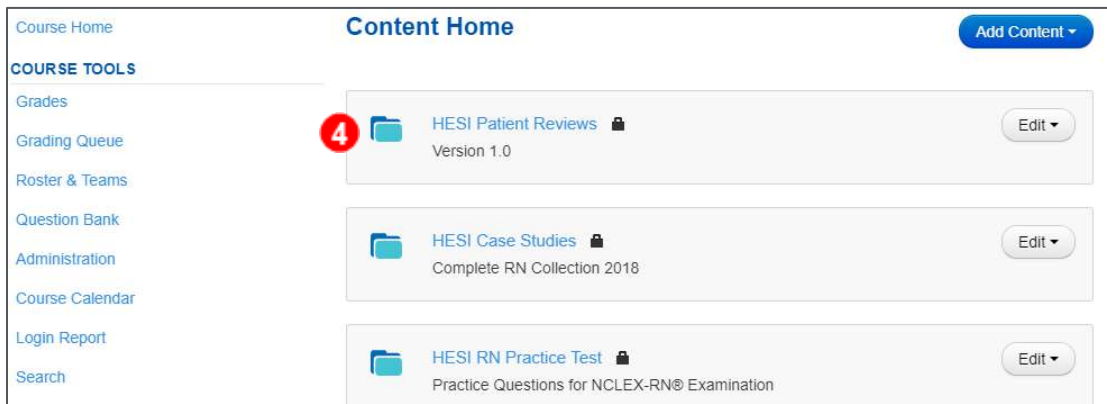 Course Home
COURSE TOOLS
Grades
Grading Queue
Roster & Teams
Question Bank
Administration
Course Calendar
Login Report
Search
Content Home
Add Content
4
HESI Patient Reviews
Version 1.0
Edit
HESI Case Studies
Complete RN Collection 2018
Edit
HESI RN Practice Test
Practice Questions for NCLEX-RN® Examination
Edit